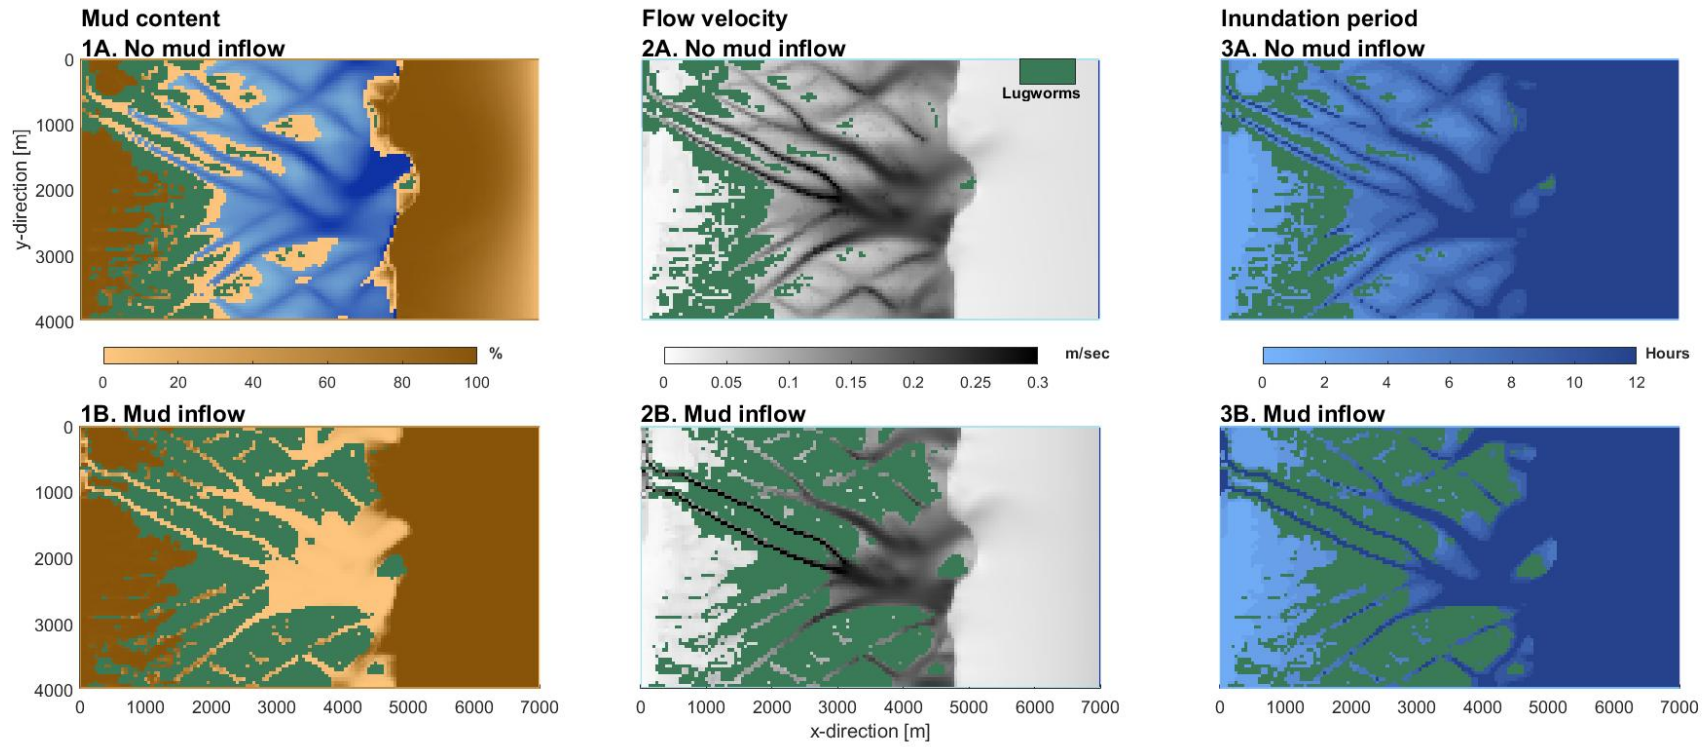 Mud content
1A. No mud inflow
Flow velocity
2A. No mud inflow
Inundation period
3A. No mud inflow
Lugworms
y-direction [m]
0
1000
2000
3000
4000
%
0 20 40 60 80 100
m/sec
0 0.05 0.1 0.15 0.2 0.25 0.3
Hours
0 2 4 6 8 10 12
1B. Mud inflow
2B. Mud inflow
3B. Mud inflow
0
1000
2000
3000
4000
0 1000 2000 3000 4000 5000 6000 7000
0 1000 2000 3000 4000 5000 6000 7000
0 1000 2000 3000 4000 5000 6000 7000
x-direction [m]